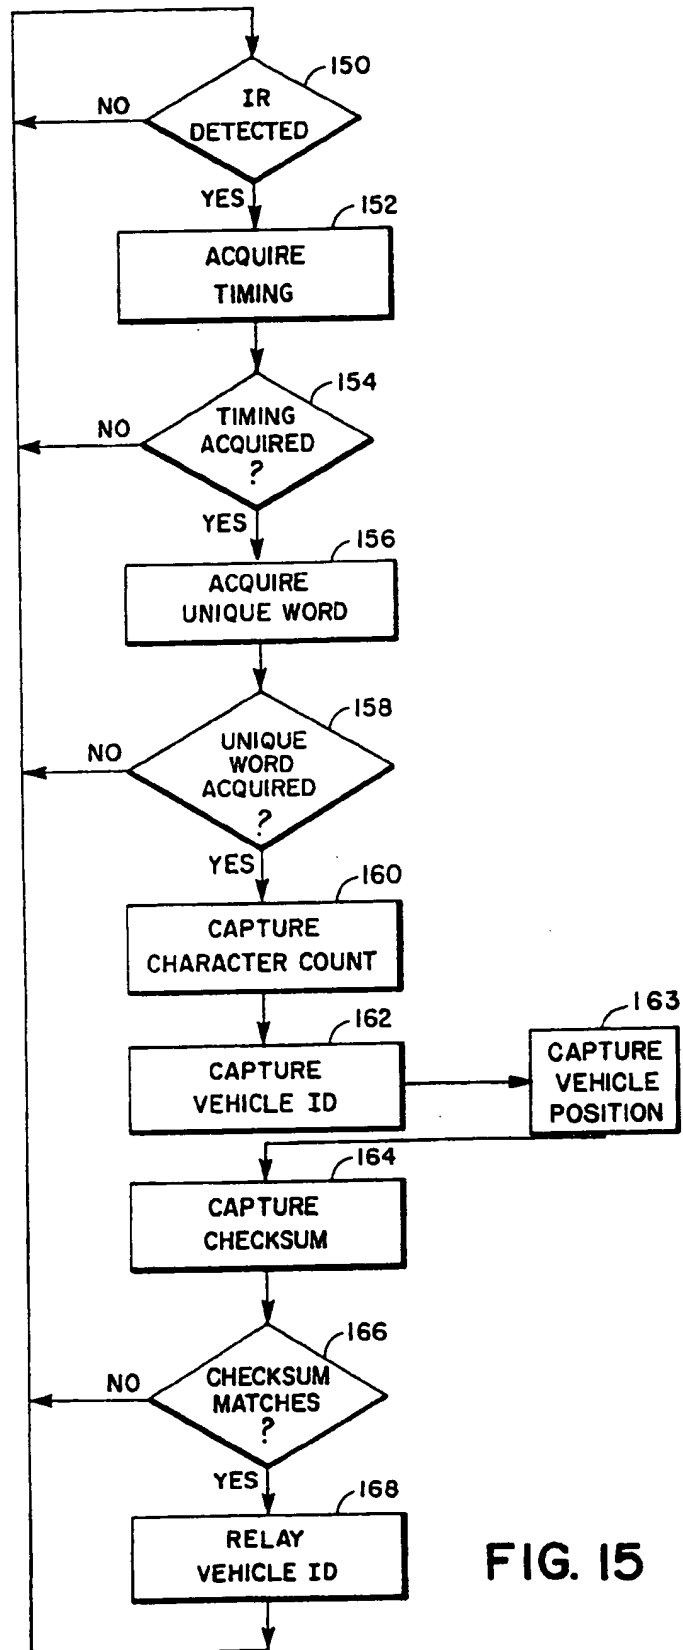 150
IR
DETECTED
NO
YES
152
ACQUIRE
TIMING
154
TIMING
ACQUIRED
?
NO
YES
156
ACQUIRE
UNIQUE WORD
158
UNIQUE
WORD
ACQUIRED
?
NO
YES
160
CAPTURE
CHARACTER COUNT
162
CAPTURE
VEHICLE ID
163
CAPTURE
VEHICLE
POSITION
164
CAPTURE
CHECKSUM
166
CHECKSUM
MATCHES
?
NO
YES
168
RELAY
VEHICLE ID
FIG. 15